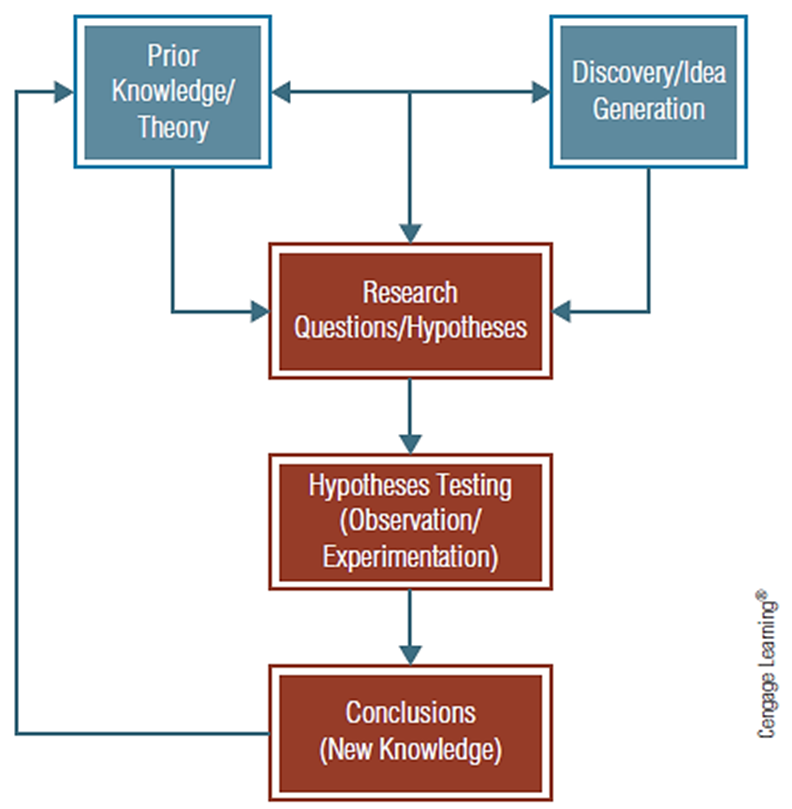 Prior
Knowledge/
Theory
Discovery/Idea
Generation
Research
Questions/Hypotheses
Hypotheses Testing
(Observation/
Experimentation)
Conclusions
(New Knowledge)
Cengage Learning®